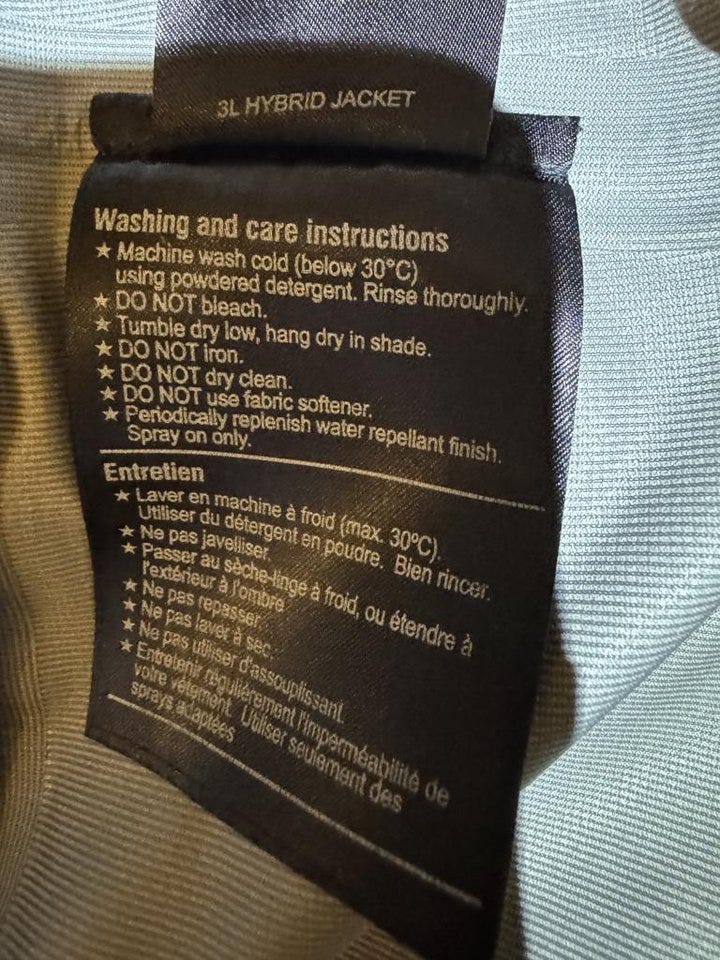 3L HYBRID JACKET
Washing and care instructions
★ Machine wash cold (below 30°C)
using powdered detergent. Rinse thoroughly.
★ DO NOT bleach.
★ Tumble dry low, hang dry in shade.
★ DO NOT iron.
★ DO NOT dry clean.
★ DO NOT use fabric softener.
★ Periodically replenish water repellant finish.
Spray on only.
Entretien
★ Laver en machine à froid (max. 30ºC).
Utiliser du détergent en poudre. Bien rincer.
★ Ne pas javelliser.
★ Passer au sèche-linge à froid, ou étendre à
l'extérieur à l'ombre
★ Ne pas repasser.
★ Ne pas laver à sec.
★ Ne pas utiliser d'assouplissant.
★ Entretenir régulièrement l'imperméabilité de
votre vêtement. Utiliser seulement des
sprays adaptées